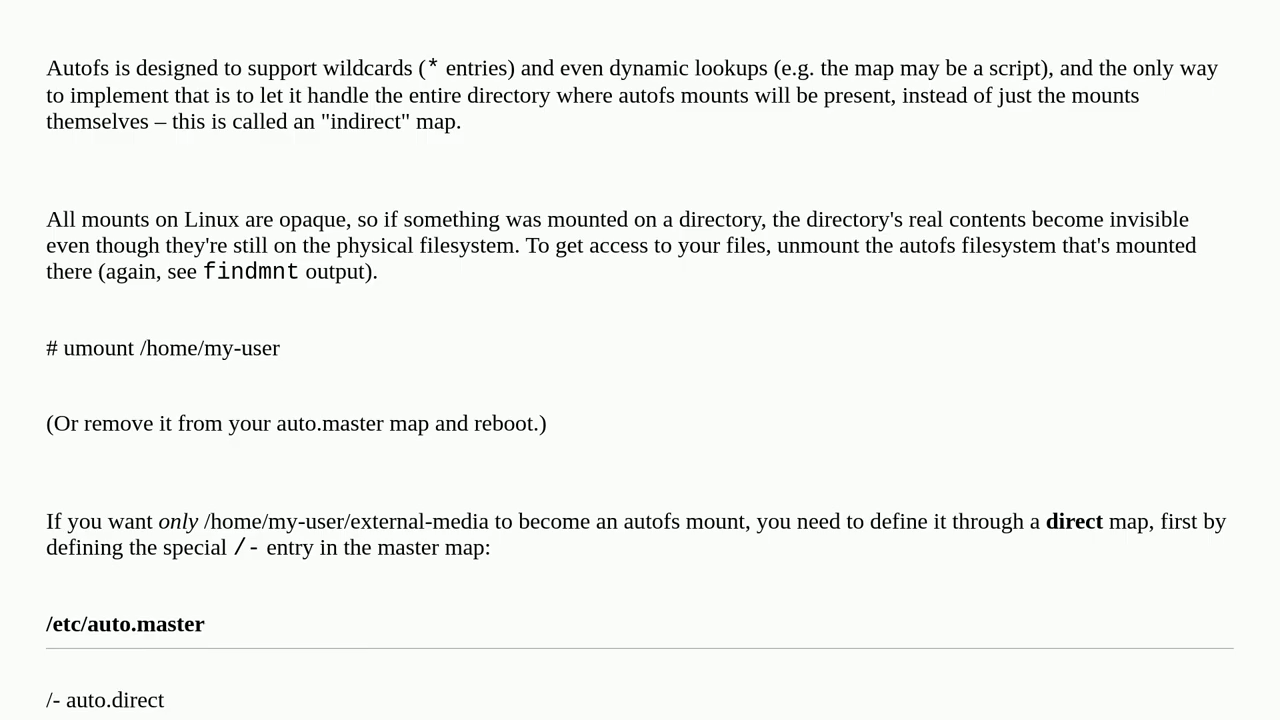 Autofs is designed to support wildcards (* entries) and even dynamic lookups (e.g. the map may be a script), and the only way
to implement that is to let it handle the entire directory where autofs mounts will be present, instead of just the mounts
themselves – this is called an "indirect" map.
All mounts on Linux are opaque, so if something was mounted on a directory, the directory's real contents become invisible
even though they're still on the physical filesystem. To get access to your files, unmount the autofs filesystem that's mounted
there (again, see findmnt output).
# umount /home/my-user
(Or remove it from your auto.master map and reboot.)
If you want only /home/my-user/external-media to become an autofs mount, you need to define it through a direct map, first by
defining the special /- entry in the master map:
/etc/auto.master
/- auto.direct